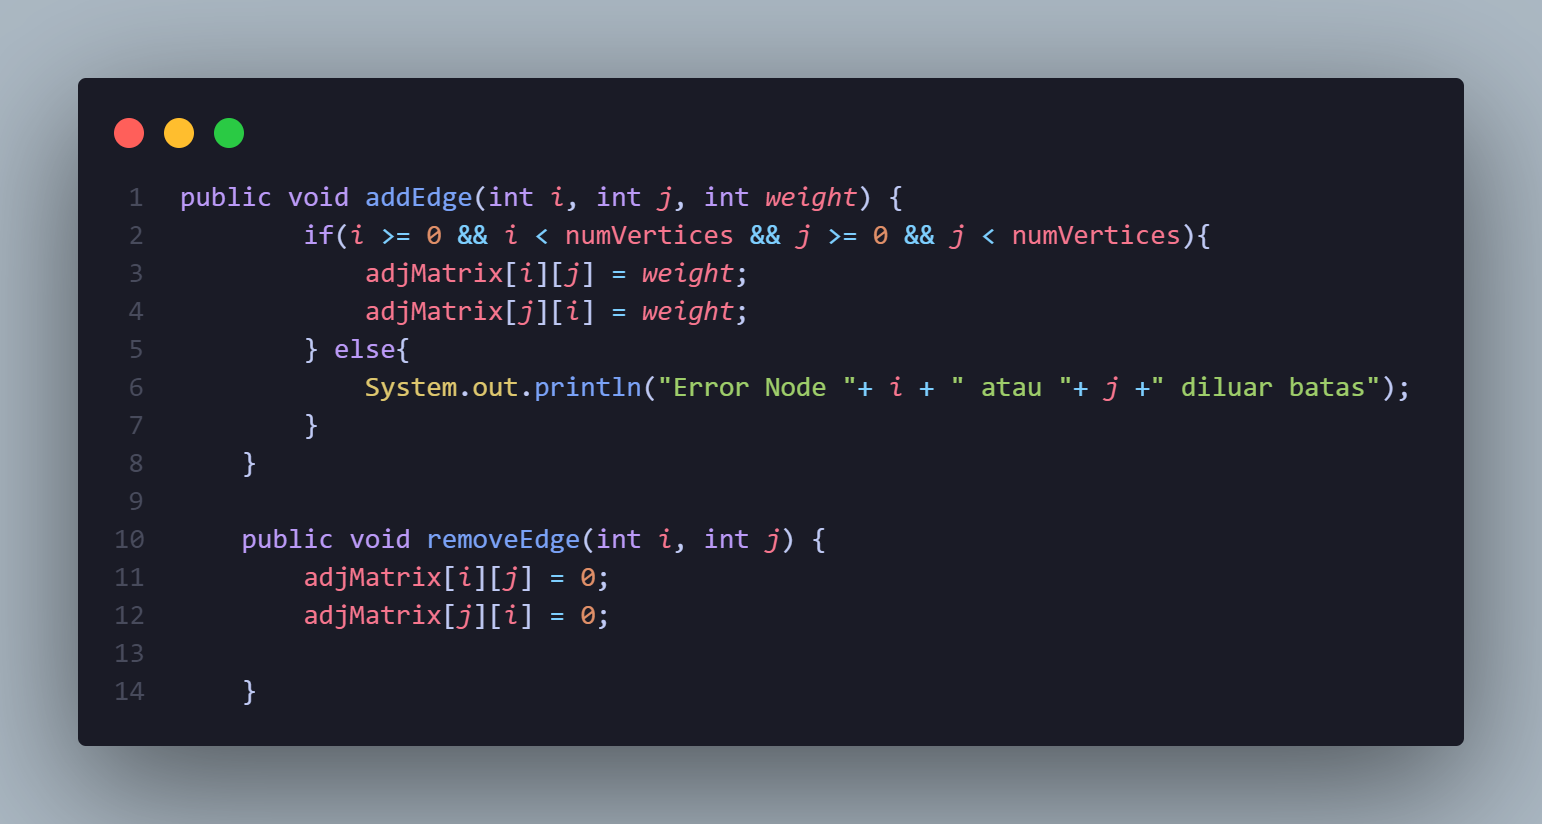 1 public void addEdge(int i, int j, int weight) {
2         if(i >= 0 && i < numVertices && j >= 0 && j < numVertices){
3             adjMatrix[i][j] = weight;
4             adjMatrix[j][i] = weight;
5         } else{
6             System.out.println("Error Node "+ i + " atau "+ j +" diluar batas");
7         }
8     }
9
10     public void removeEdge(int i, int j) {
11         adjMatrix[i][j] = 0;
12         adjMatrix[j][i] = 0;
13
14     }